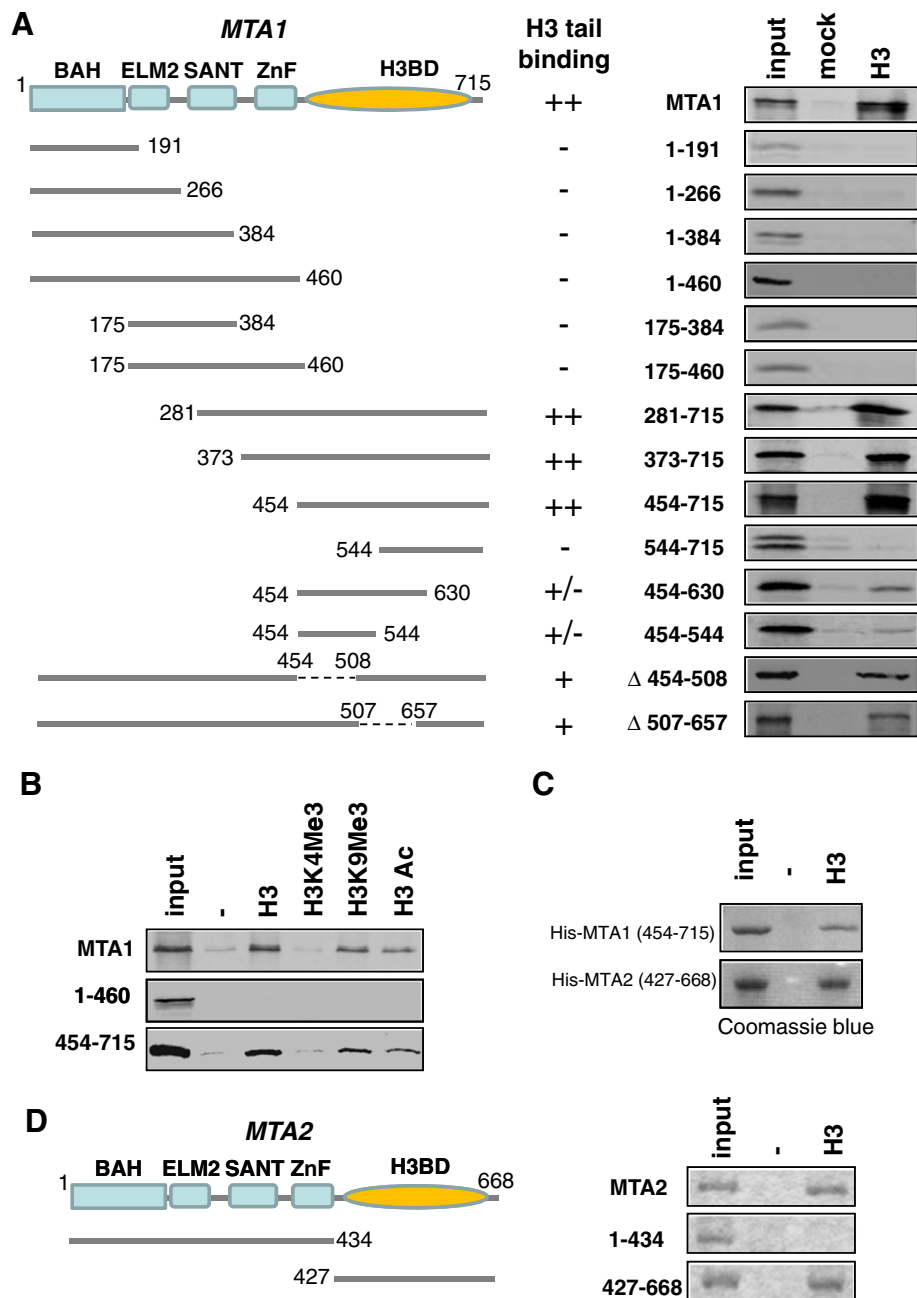 A
MTA1
H3 tail
binding
input
mock
H3
1
BAH
ELM2
SANT
ZnF
H3BD
715
++
MTA1
191
-
1-191
266
-
1-266
384
-
1-384
460
-
1-460
175
384
-
175-384
175
460
-
175-460
281
++
281-715
373
++
373-715
454
++
454-715
544
-
544-715
454
630
+/-
454-630
454
544
+/-
454-544
454
508
+
Δ 454-508
507
657
+
Δ 507-657
B
input
-
H3
H3K4Me3
H3K9Me3
H3 Ac
MTA1
1-460
454-715
C
input
-
H3
His-MTA1 (454-715)
His-MTA2 (427-668)
Coomassie blue
D
MTA2
BAH
ELM2
SANT
ZnF
H3BD
1
668
434
427
input
-
H3
MTA2
1-434
427-668